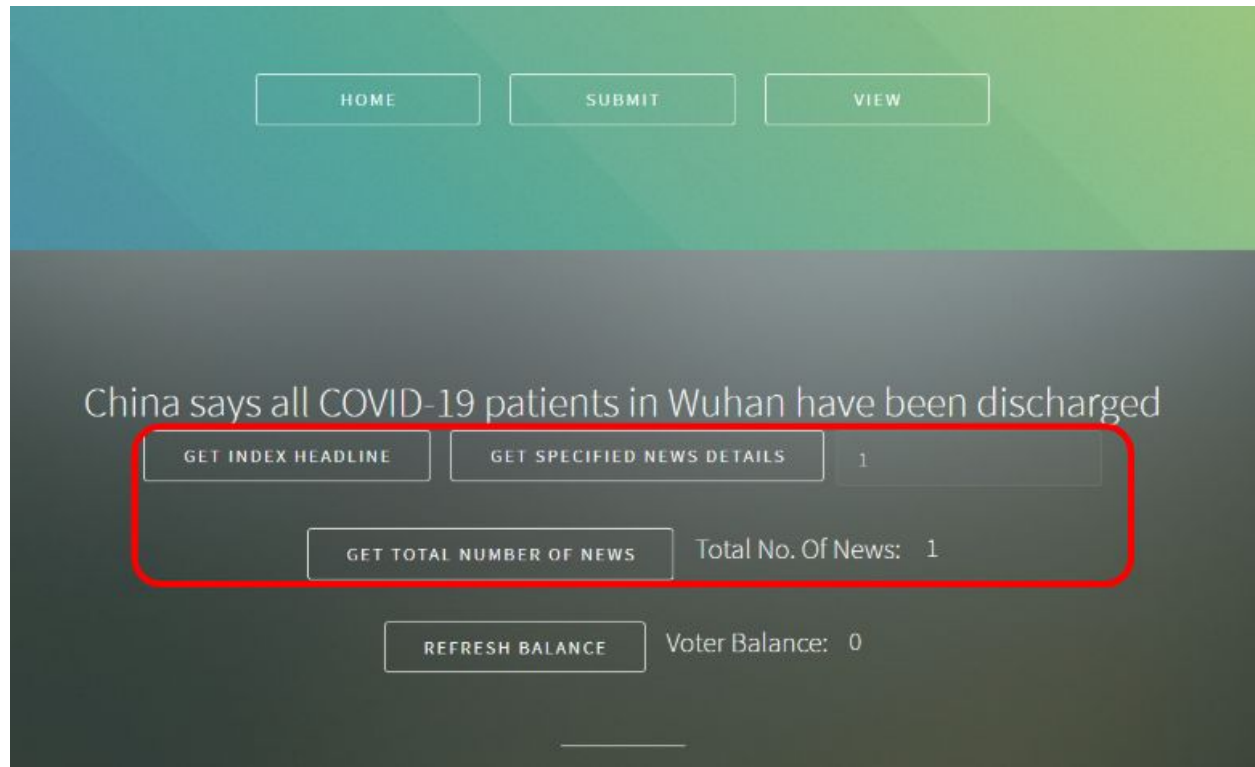 HOME SUBMIT VIEW
China says all COVID-19 patients in Wuhan have been discharged
GET INDEX HEADLINE GET SPECIFIED NEWS DETAILS 1
GET TOTAL NUMBER OF NEWS Total No. Of News: 1
REFRESH BALANCE Voter Balance: 0